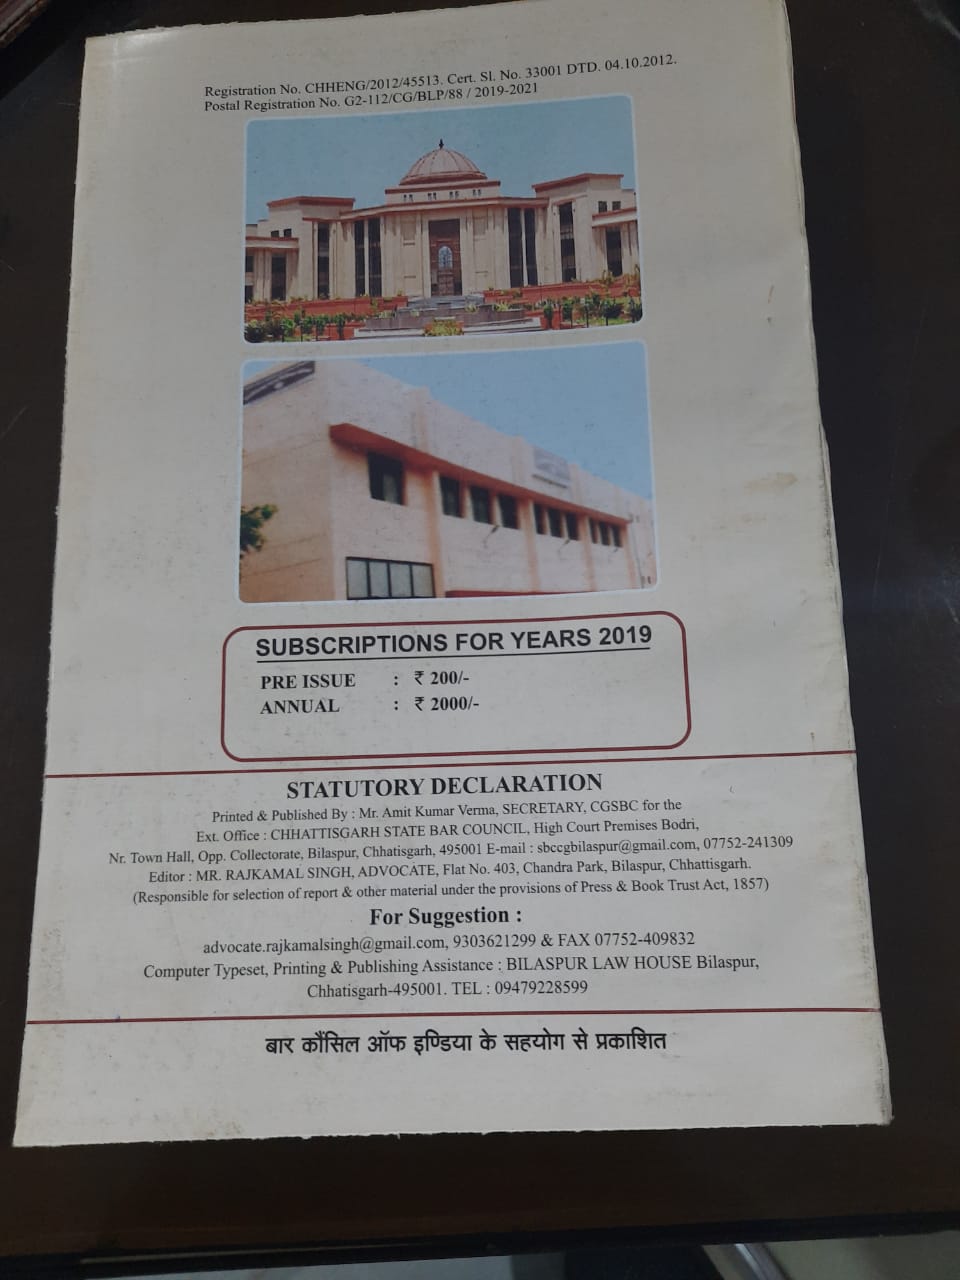 Registration No. CHHENG/2012/45513. Cert. Sl. No. 33001 DTD. 04.10.2012.
Postal Registration No. G2-112/CG/BLP/88 / 2019-2021
SUBSCRIPTIONS FOR YEARS 2019
PRE ISSUE : ₹ 200/-
ANNUAL : ₹ 2000/-
STATUTORY DECLARATION
Printed & Published By : Mr. Amit Kumar Verma, SECRETARY, CGSBC for the
Ext. Office : CHHATTISGARH STATE BAR COUNCIL, High Court Premises Bodri,
Nr. Town Hall, Opp. Collectorate, Bilaspur, Chhatisgarh, 495001 E-mail : sbccgbilaspur@gmail.com, 07752-241309
Editor : MR. RAJKAMAL SINGH, ADVOCATE, Flat No. 403, Chandra Park, Bilaspur, Chhattisgarh.
(Responsible for selection of report & other material under the provisions of Press & Book Trust Act, 1857)
For Suggestion :
advocate.rajkamalsingh@gmail.com, 9303621299 & FAX 07752-409832
Computer Typeset, Printing & Publishing Assistance : BILASPUR LAW HOUSE Bilaspur,
Chhatisgarh-495001. TEL : 09479228599
बार कौंसिल ऑफ इण्डिया के सहयोग से प्रकाशित